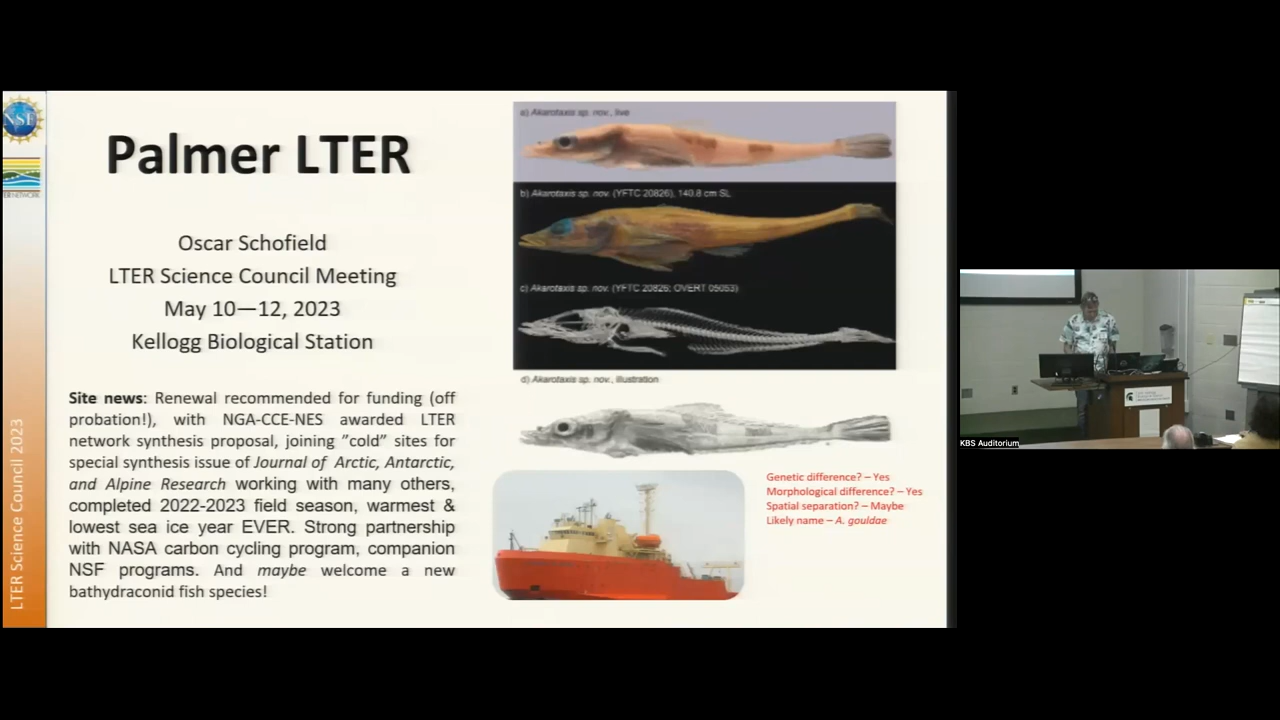 NSF
Palmer LTER
Oscar Schofield
LTER Science Council Meeting
May 10—12, 2023
Kellogg Biological Station
Site news: Renewal recommended for funding (off
probation!), with NGA-CCE-NES awarded LTER
network synthesis proposal, joining ”cold” sites for
special synthesis issue of Journal of Arctic, Antarctic,
and Alpine Research working with many others,
completed 2022-2023 field season, warmest &
lowest sea ice year EVER. Strong partnership
with NASA carbon cycling program, companion
NSF programs. And maybe welcome a new
bathydraconid fish species!
LTER Science Council 2023
a) Akarotaxis sp. nov., live
b) Akarotaxis sp. nov. (YFTC 20826), 140.8 cm SL
c) Akarotaxis sp. nov. (YFTC 20826; OVERT 05053)
d) Akarotaxis sp. nov., illustration
Genetic difference? – Yes
Morphological difference? – Yes
Spatial separation? – Maybe
Likely name – A. gouldae
KBS Auditorium